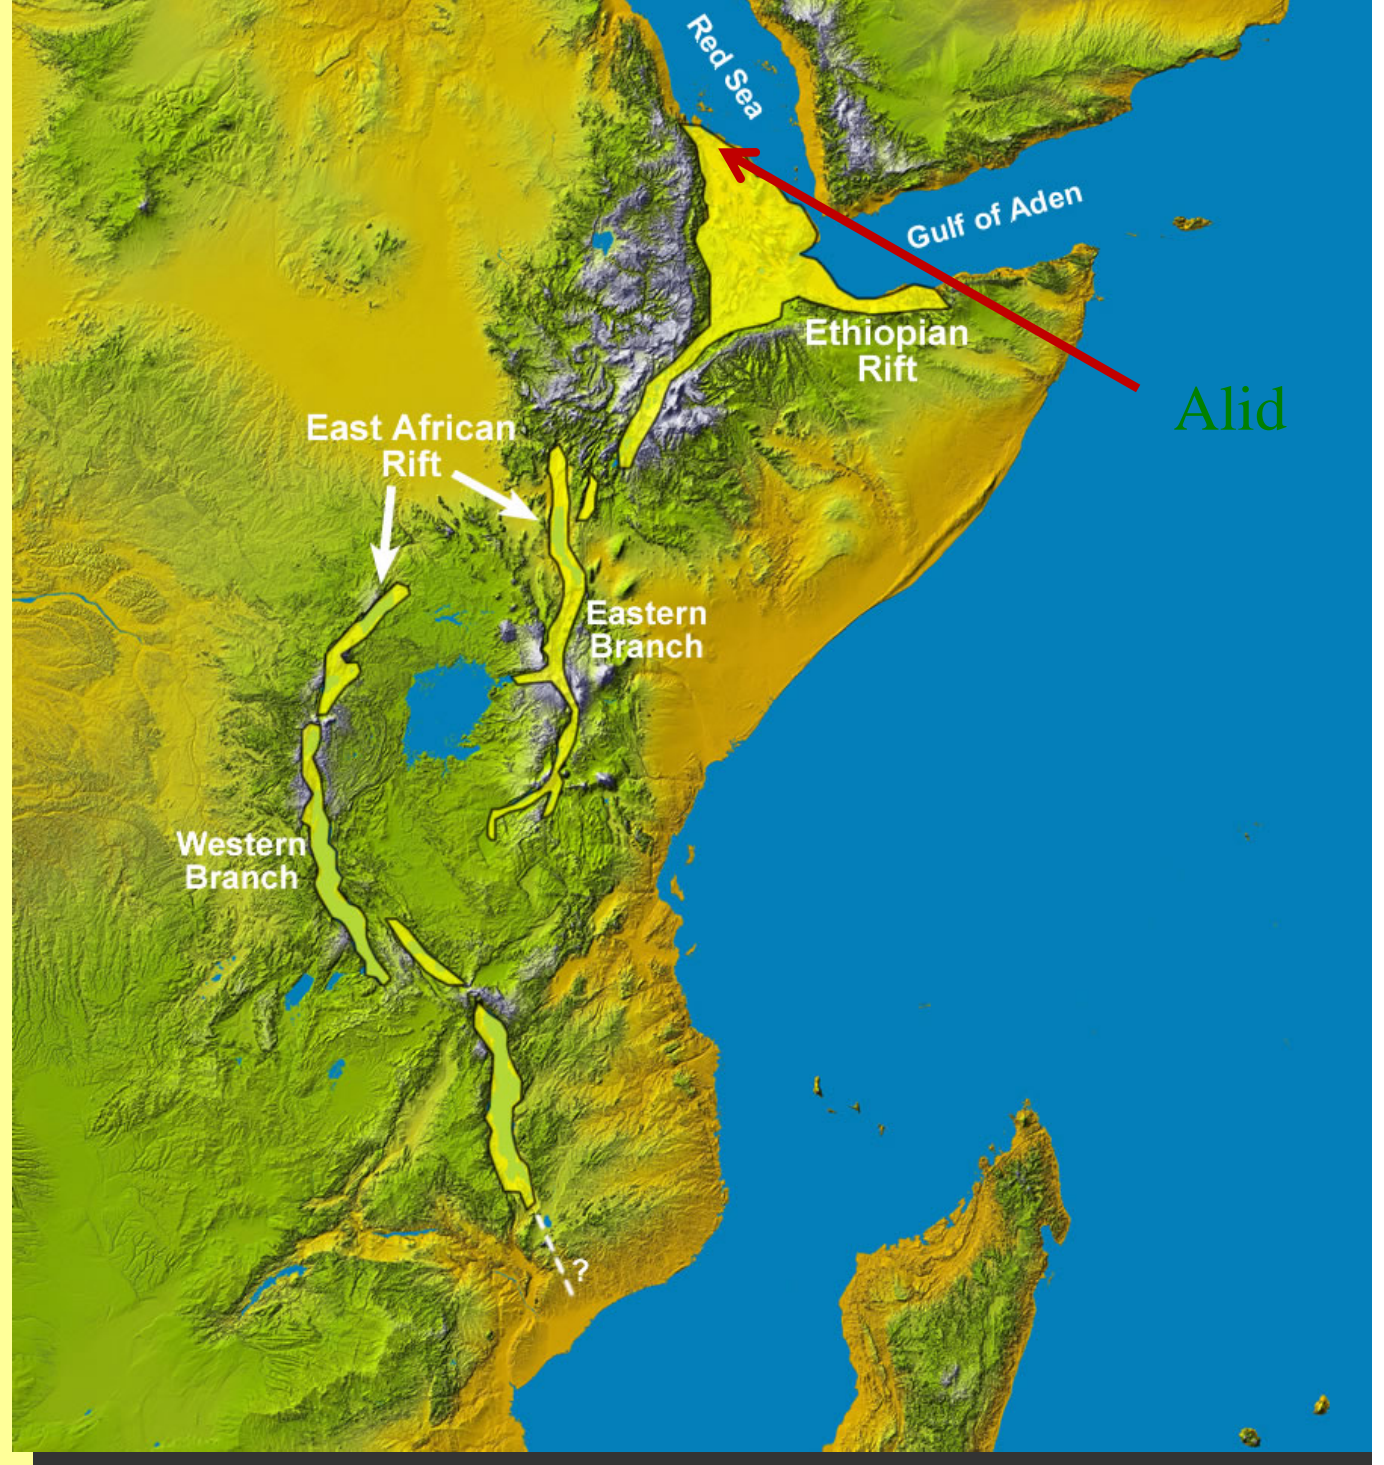 Red Sea
Gulf of Aden
Ethiopian
Rift
Alid
East African
Rift
Eastern
Branch
Western
Branch
?